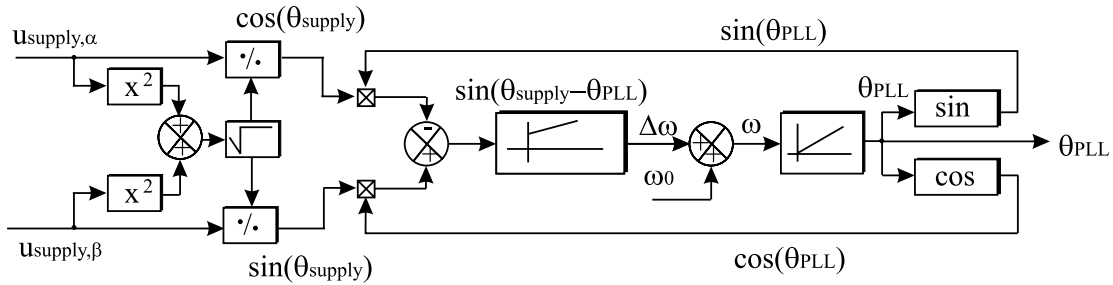 cos(θsupply)
usupply,α
sin(θPLL)
x²
·/·
sin(θsupply–θPLL)
θPLL
sin
-
+
+
√
+
Δω
+
+
ω
θPLL
ω0
x²
cos
·/·
usupply,β
sin(θsupply)
cos(θPLL)